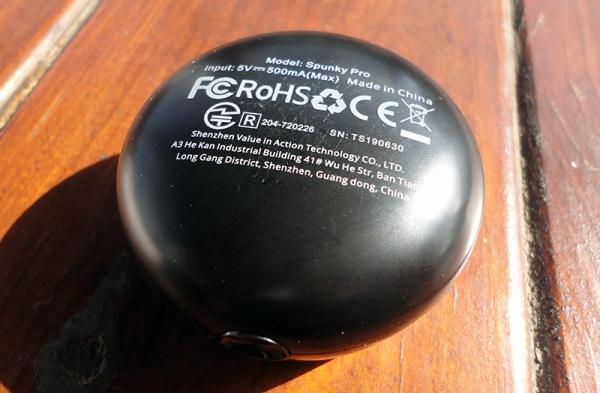 Model: Spunky Pro
Input: 5V⎓500mA(Max) Made in China
FC RoHS CE
R 204-720226 SN: TS190630
Shenzhen Value in Action Technology CO., LTD.
A3 He Kan Industrial Building 41# Wu He Str, Ban Tian
Long Gang District, Shenzhen, Guang dong, China